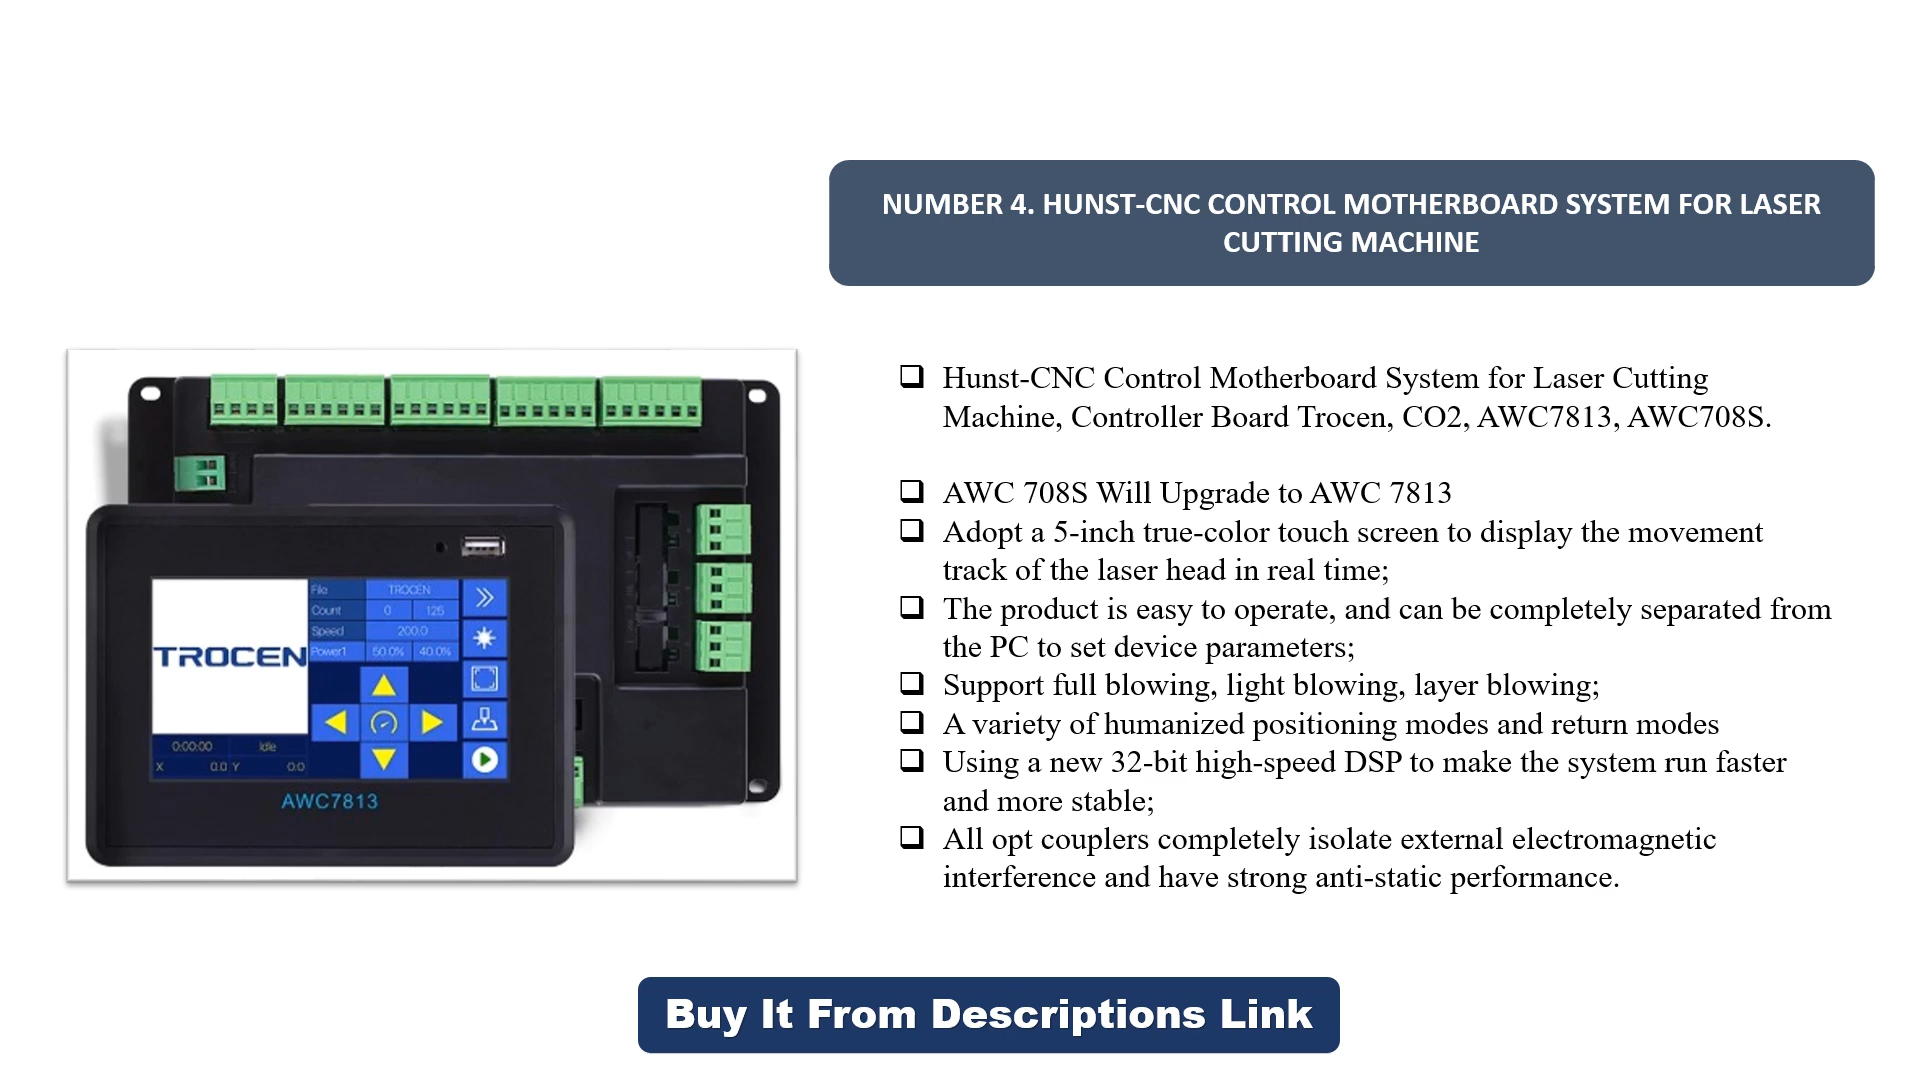 NUMBER 4. HUNST-CNC CONTROL MOTHERBOARD SYSTEM FOR LASER
CUTTING MACHINE
Hunst-CNC Control Motherboard System for Laser Cutting
Machine, Controller Board Trocen, CO2, AWC7813, AWC708S.
AWC 708S Will Upgrade to AWC 7813
Adopt a 5-inch true-color touch screen to display the movement
track of the laser head in real time;
The product is easy to operate, and can be completely separated from
the PC to set device parameters;
Support full blowing, light blowing, layer blowing;
A variety of humanized positioning modes and return modes
Using a new 32-bit high-speed DSP to make the system run faster
and more stable;
All opt couplers completely isolate external electromagnetic
interference and have strong anti-static performance.
TROCEN
File TROCEN
Count 0 125
Speed 200.0
Power1 50.0% 40.0%
0:00:00 Idle
X 0.0 Y 0.0
AWC7813
Buy It From Descriptions Link